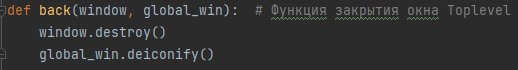 def back(window, global_win):  # Функция закрытия окна Toplevel
    window.destroy()
    global_win.deiconify()